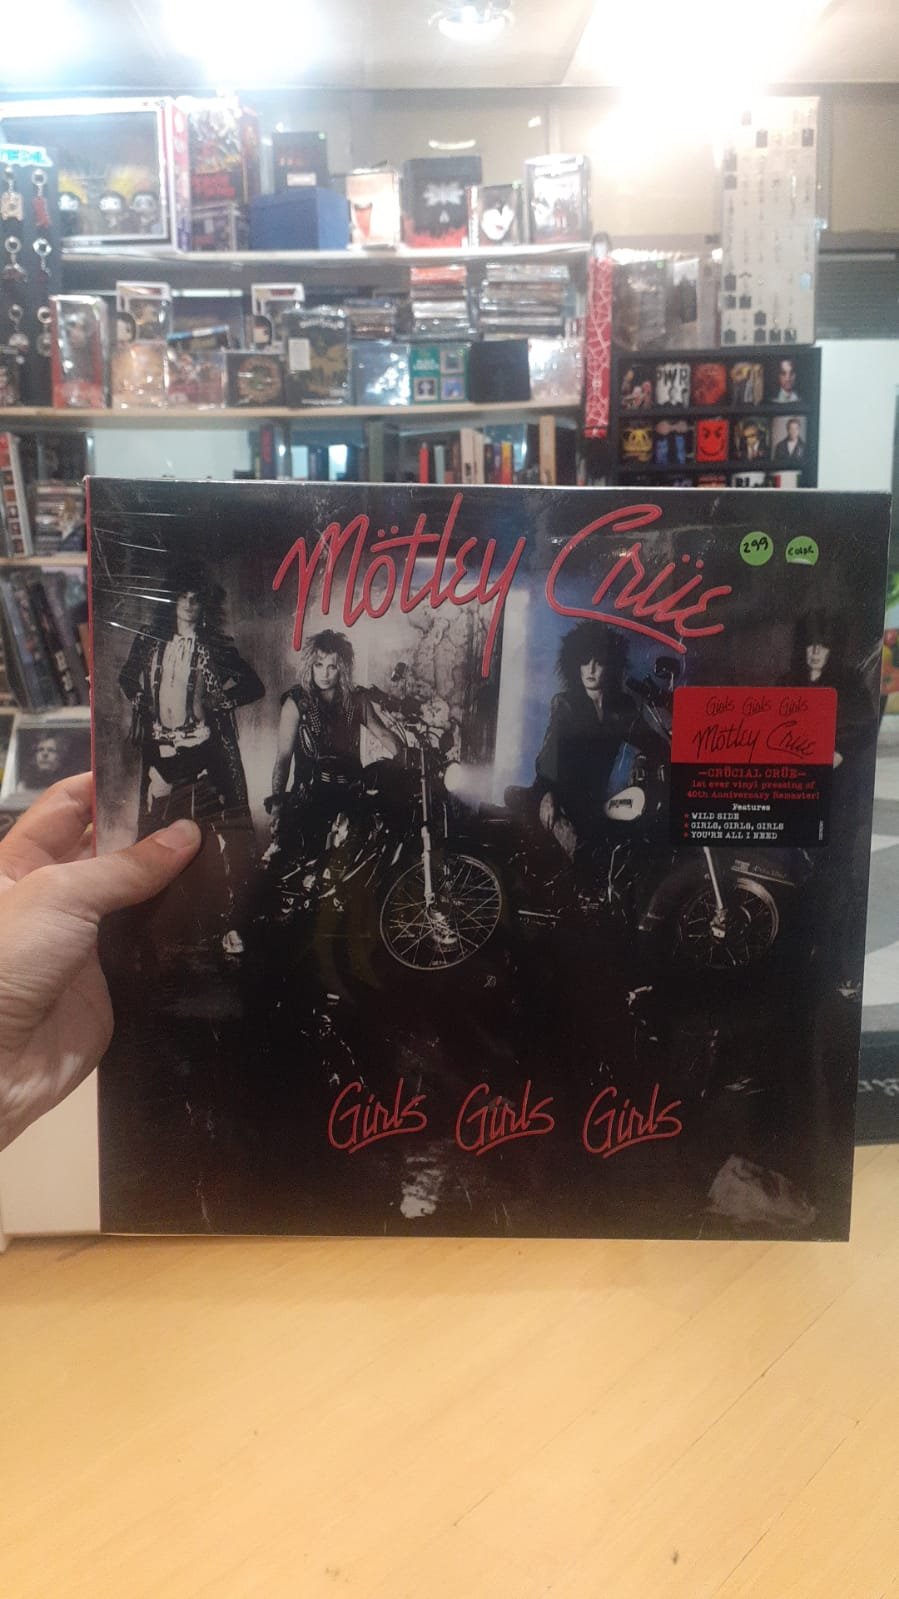 Mötley Crüe
299
COLOR
Girls Girls Girls
Mötley Crüe
—CRÜCIAL CRÜE—
1st ever vinyl pressing of
40th Anniversary Remaster!
Features
WILD SIDE
GIRLS, GIRLS, GIRLS
YOU'RE ALL I NEED
Girls Girls Girls